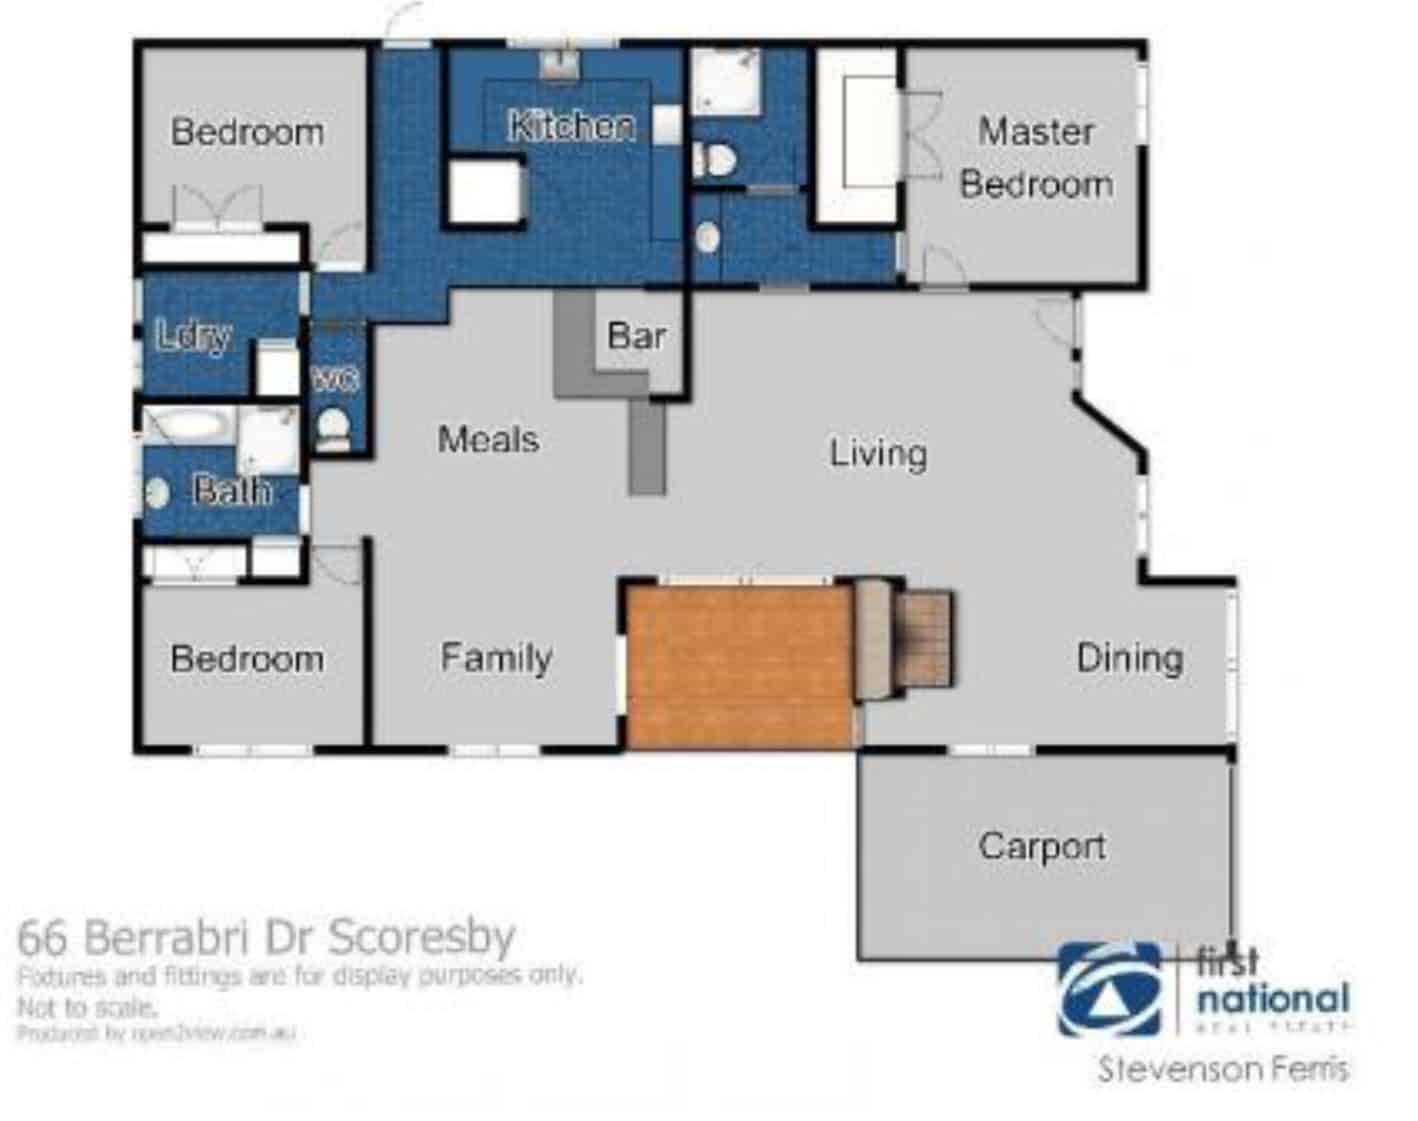 Bedroom
Kitchen
Master
Bedroom
Ldry
Bar
WC
Meals
Living
Bath
Bedroom
Family
Dining
Carport
66 Berrabri Dr Scoresby
Fixtures and fittings are for display purposes only.
Not to scale.
Produced by open2view.com.au
first
national
REAL ESTATE
Stevenson Ferris